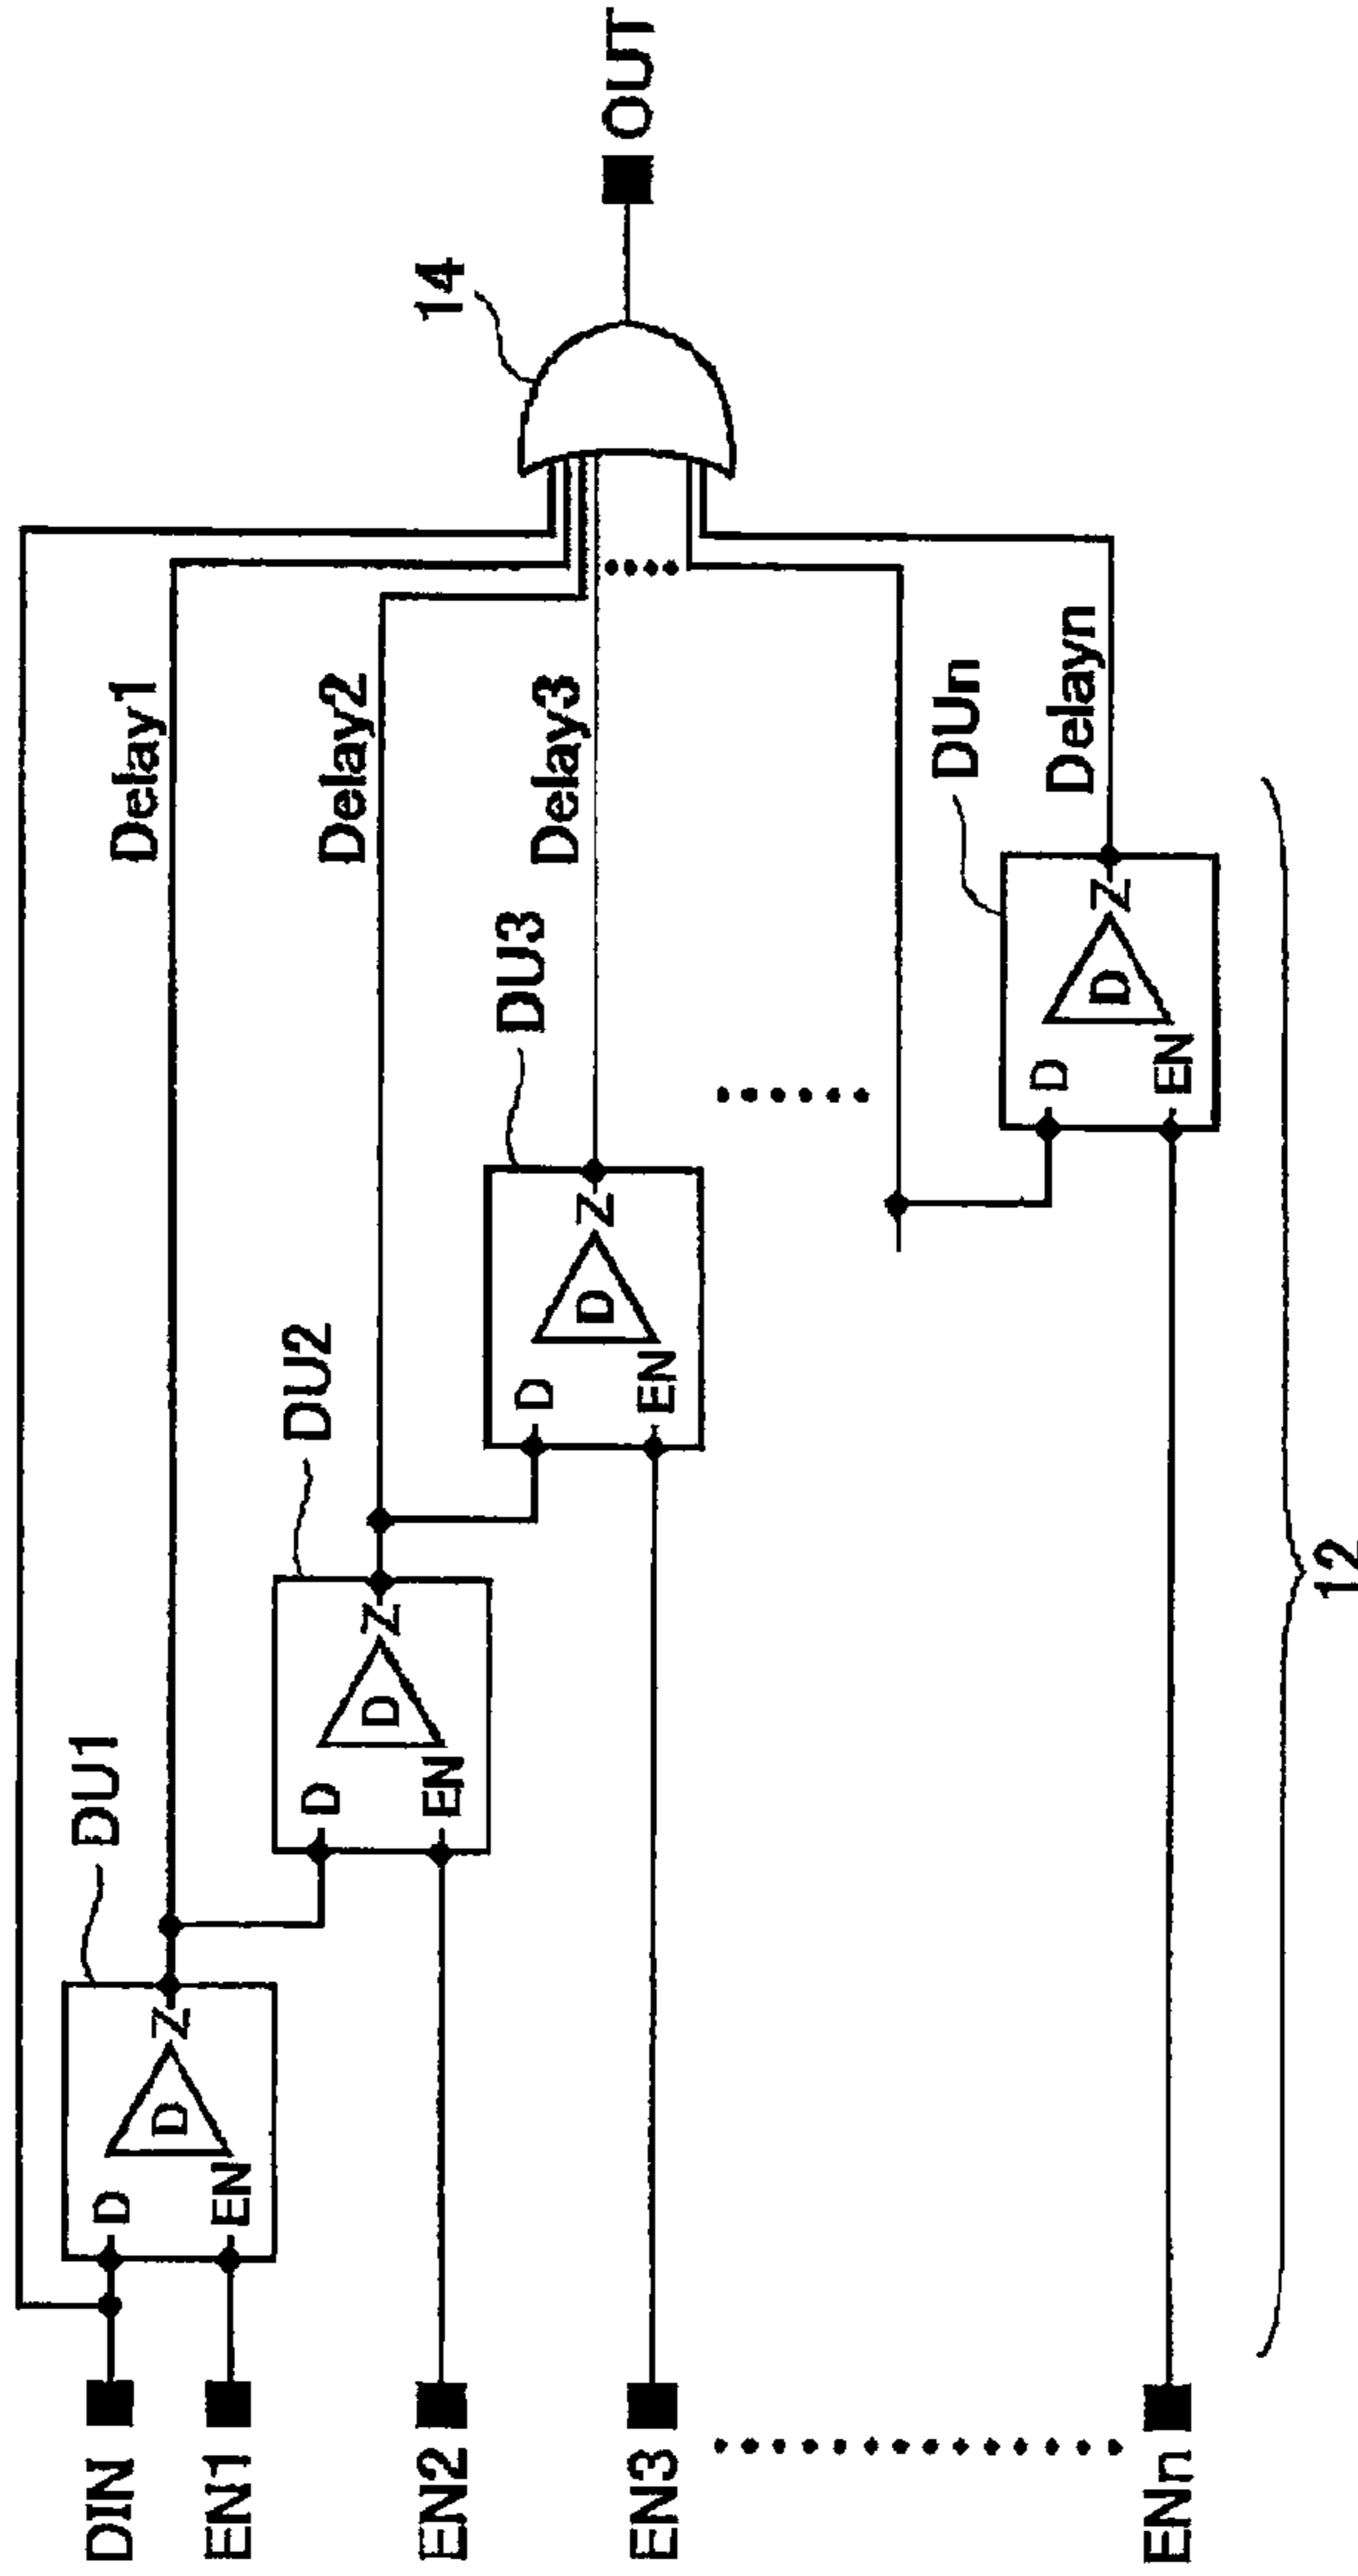 DIN
EN1
EN2
EN3
ENn
DU1
D
EN
D
Z
DU2
D
EN
D
Z
DU3
D
EN
D
Z
DUn
D
EN
D
Z
Delay1
Delay2
Delay3
Delayn
14
OUT
12